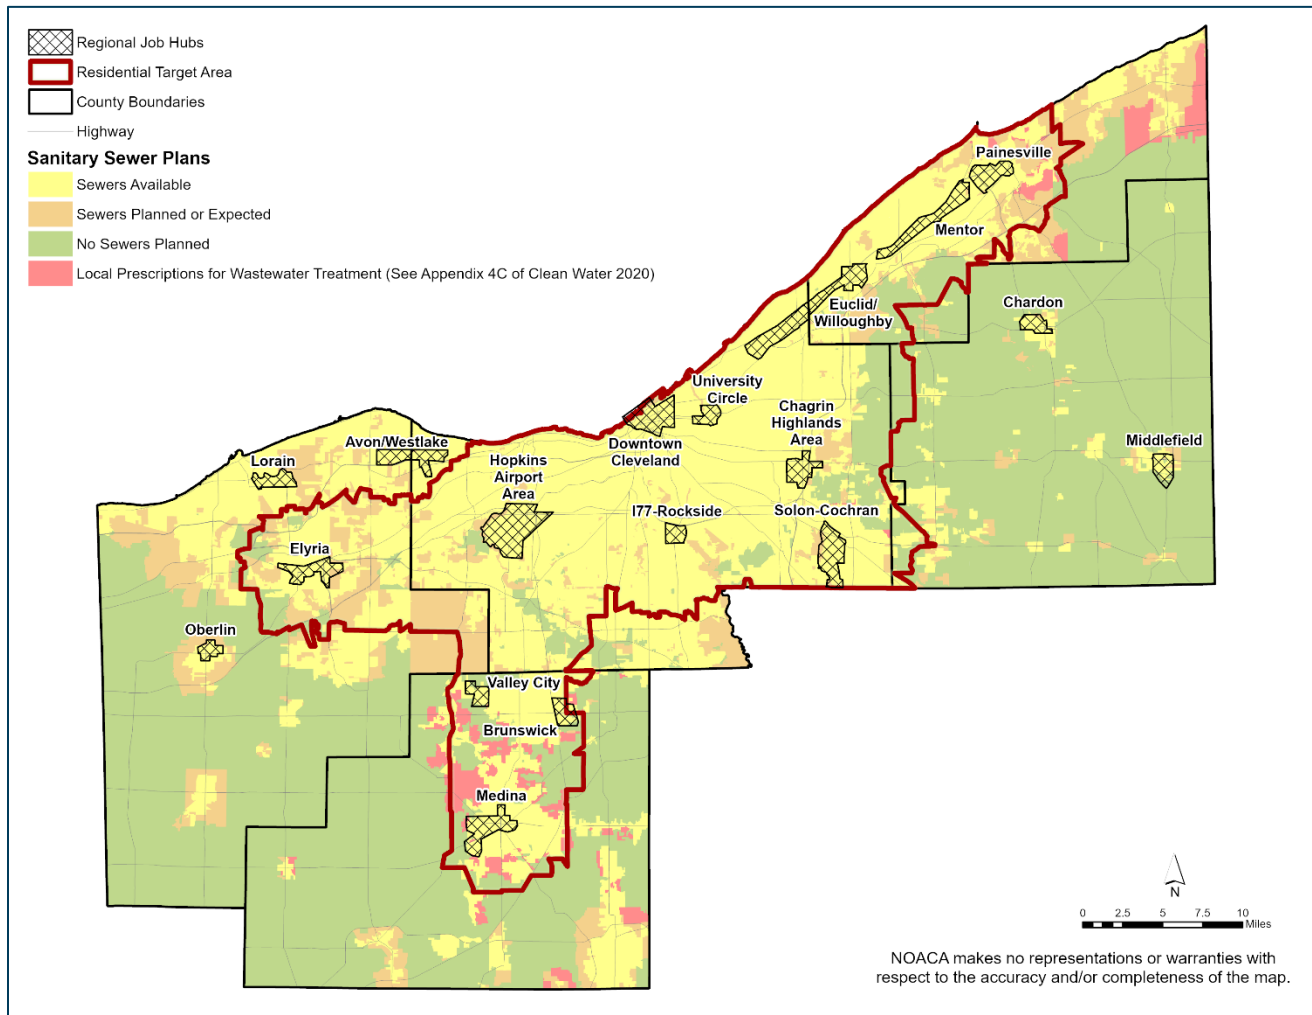 Regional Job Hubs
Residential Target Area
County Boundaries
Highway
Sanitary Sewer Plans
Sewers Available
Sewers Planned or Expected
No Sewers Planned
Local Prescriptions for Wastewater Treatment (See Appendix 4C of Clean Water 2020)
Painesville
Mentor
Euclid/
Willoughby
Chardon
University
Circle
Chagrin
Highlands
Area
Downtown
Cleveland
Avon/Westlake
Lorain
Hopkins
Airport
Area
Middlefield
I77-Rockside
Solon-Cochran
Elyria
Oberlin
Valley City
Brunswick
Medina
N
0 2.5 5 7.5 10
Miles
NOACA makes no representations or warranties with
respect to the accuracy and/or completeness of the map.